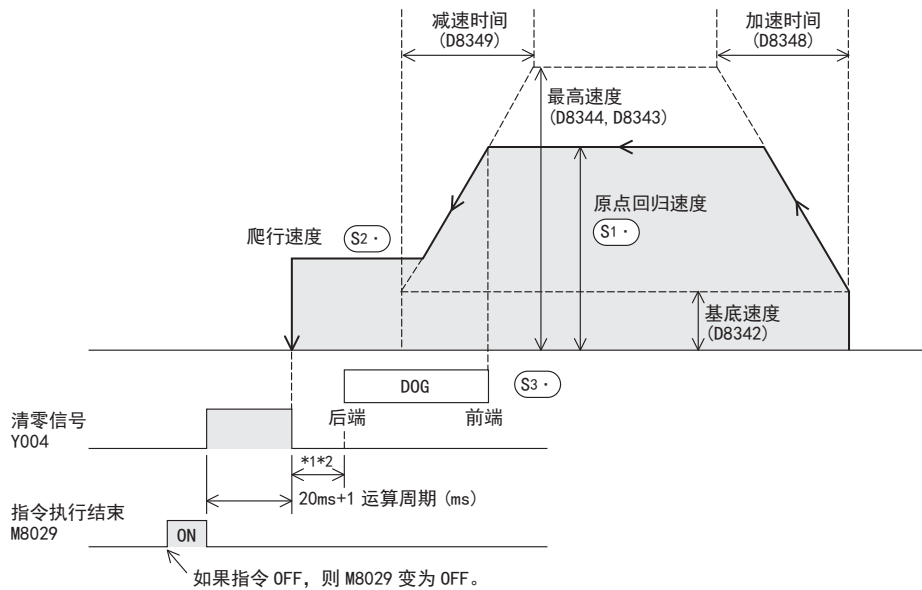 减速时间
(D8349)
加速时间
(D8348)
最高速度
(D8344, D8343)
原点回归速度
S1・
爬行速度 S2・
基底速度
(D8342)
DOG S3・
后端 前端
清零信号
Y004
*1*2
20ms+1 运算周期 (ms)
指令执行结束
M8029
ON
如果指令 OFF，则 M8029 变为 OFF。